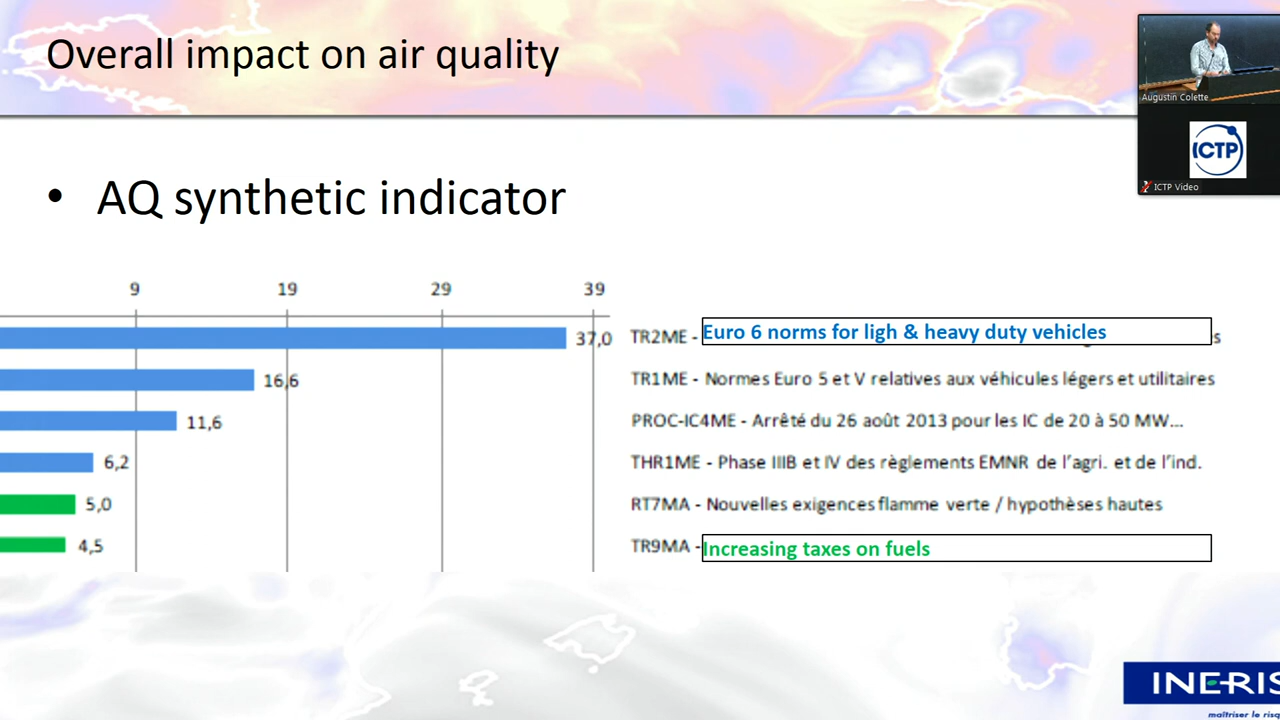 Overall impact on air quality
Augustin Colette
ICTP
ICTP Video
• AQ synthetic indicator
9 19 29 39
37,0 TR2ME - Euro 6 norms for ligh & heavy duty vehicles s
16,6 TR1ME - Normes Euro 5 et V relatives aux véhicules légers et utilitaires
11,6 PROC-IC4ME - Arrêté du 26 août 2013 pour les IC de 20 à 50 MW...
6,2 THR1ME - Phase IIIB et IV des règlements EMNR de l'agri. et de l'ind.
5,0 RT7MA - Nouvelles exigences flamme verte / hypothèses hautes
4,5 TR9MA - Increasing taxes on fuels
INERIS
maîtriser le risq